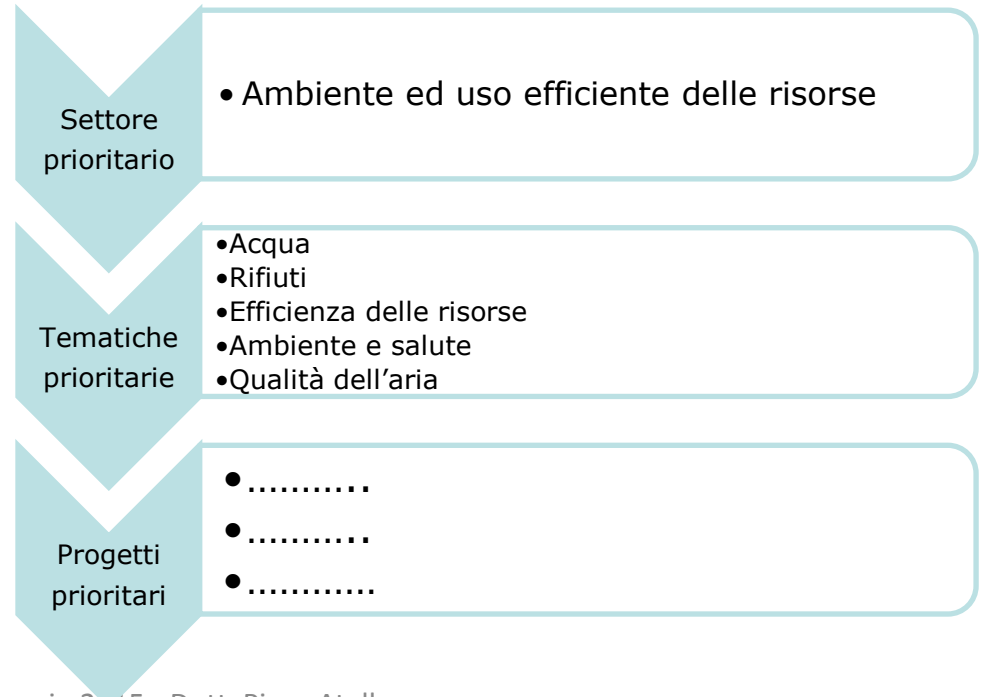 Settore
prioritario
• Ambiente ed uso efficiente delle risorse
Tematiche
prioritarie
•Acqua
•Rifiuti
•Efficienza delle risorse
•Ambiente e salute
•Qualità dell’aria
Progetti
prioritari
•………..
•………..
•…………